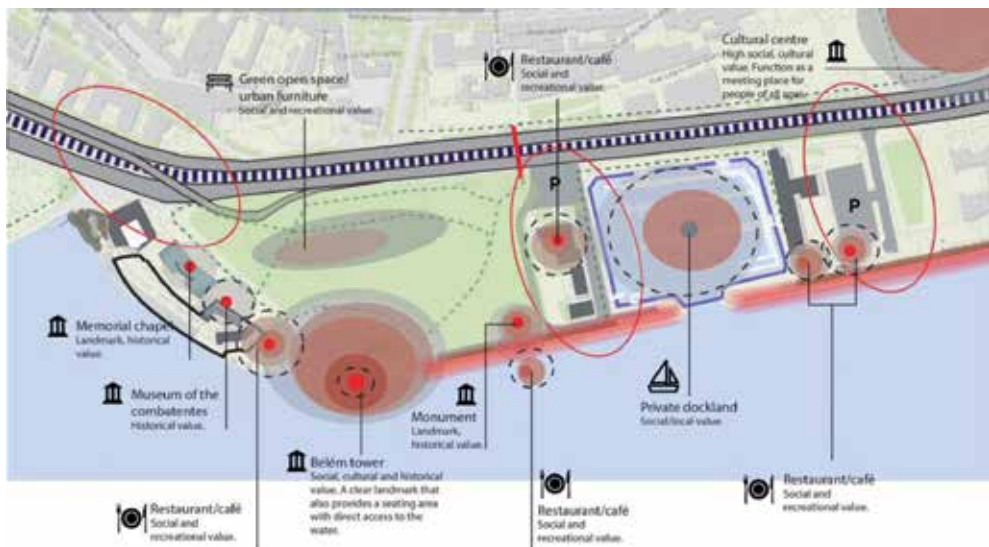 Green open space/
urban furniture
Social and recreational value.
Restaurant/café
Social and
recreational value.
Cultural centre
High social, cultural
value. Function as a
meeting place for
people of all
P
P
Memorial chapel
Landmark, historical
value.
Museum of the
combatentes
Historical value.
Belém tower
Social, cultural and historical
value. A clear landmark that
also provides a seating area
with direct access to the
water.
Monument
Landmark,
historical value.
Private dockland
Social/local value
Restaurant/café
Social and
recreational value.
Restaurant/café
Social and
recreational value.
Restaurant/café
Social and
recreational value.